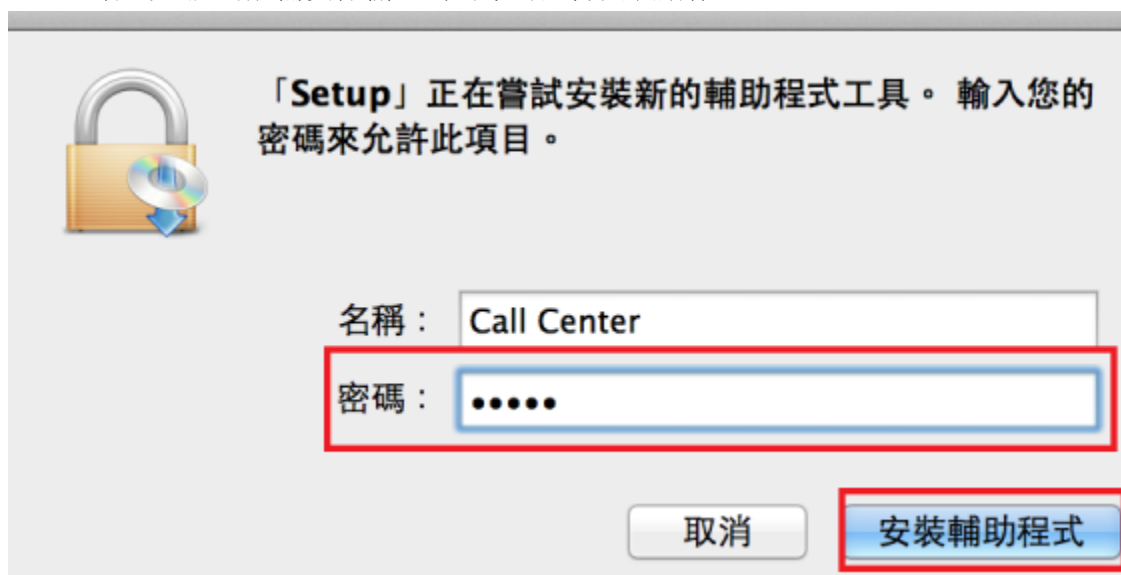 「Setup」正在嘗試安裝新的輔助程式工具。 輸入您的
密碼來允許此項目。
名稱： Call Center
密碼： •••••
取消 安裝輔助程式